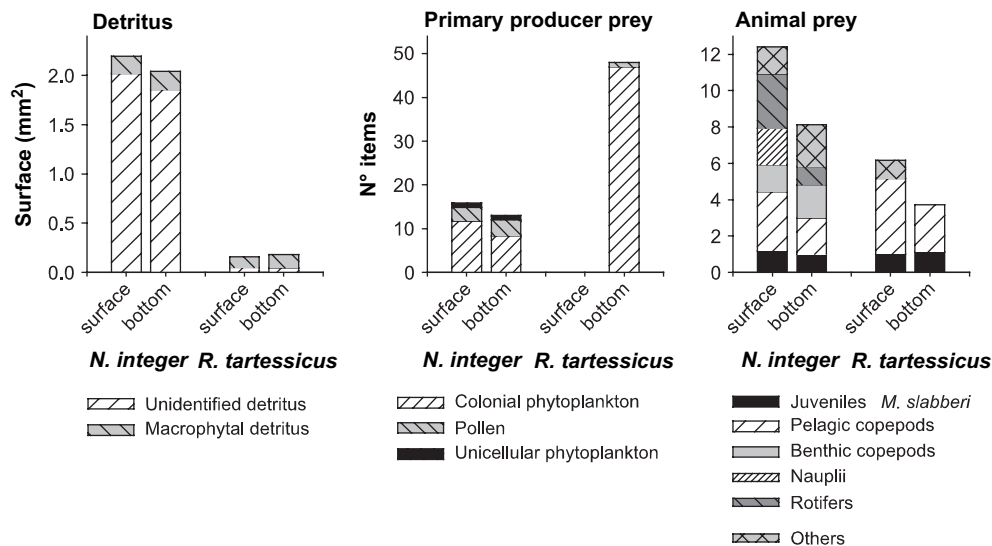 Detritus
Surface (mm²)
2.0
1.5
1.0
0.5
0.0
surface
bottom
surface
bottom
N. integer R. tartessicus
Unidentified detritus
Macrophytal detritus
Primary producer prey
N° items
50
40
30
20
10
0
surface
bottom
surface
bottom
N. integer R. tartessicus
Colonial phytoplankton
Pollen
Unicellular phytoplankton
Animal prey
12
10
8
6
4
2
0
surface
bottom
surface
bottom
N. integer R. tartessicus
Juveniles M. slabberi
Pelagic copepods
Benthic copepods
Nauplii
Rotifers
Others